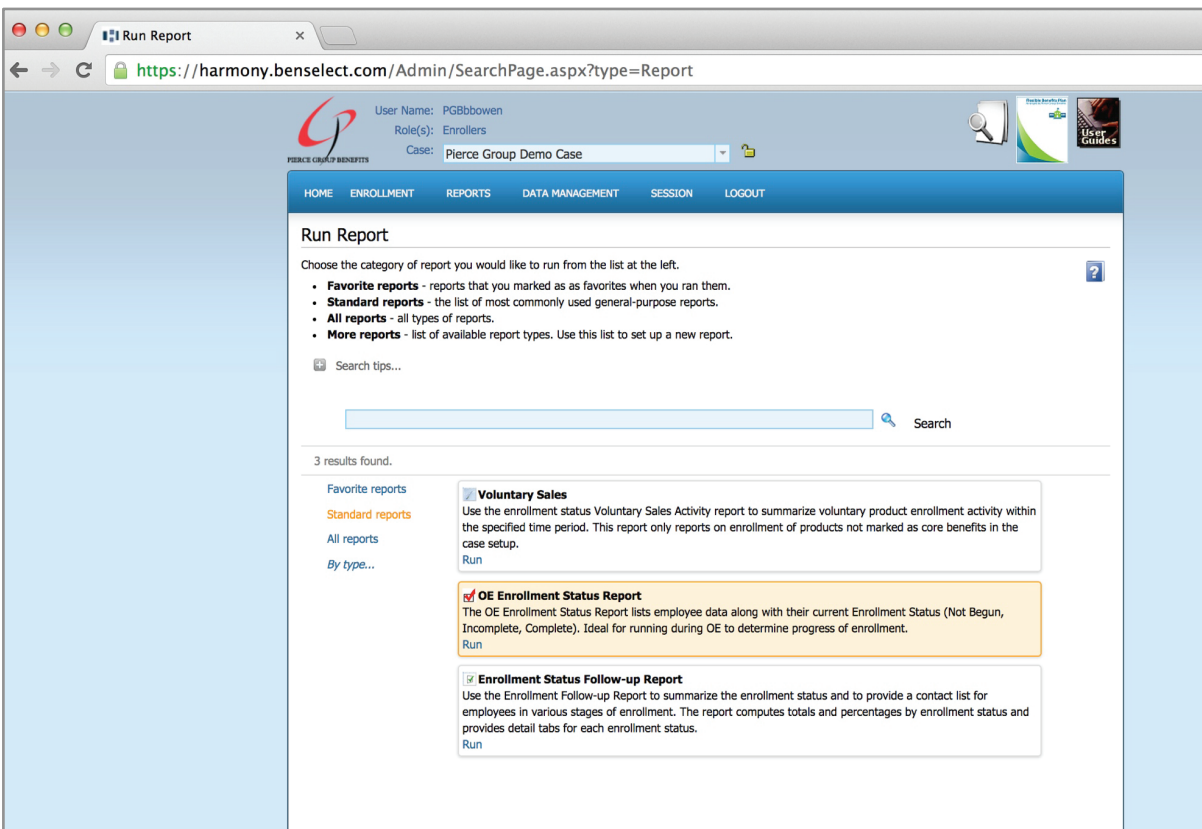 Run Report
https://harmony.benselect.com/Admin/SearchPage.aspx?type=Report
PIERCE GROUP BENEFITS
User Name: PGBbbowen
Role(s): Enrollers
Case: Pierce Group Demo Case
Flexible Benefits Plan
User
Guides
HOME ENROLLMENT REPORTS DATA MANAGEMENT SESSION LOGOUT
Run Report
Choose the category of report you would like to run from the list at the left.
• Favorite reports - reports that you marked as as favorites when you ran them.
• Standard reports - the list of most commonly used general-purpose reports.
• All reports - all types of reports.
• More reports - list of available report types. Use this list to set up a new report.
?
Search tips...
Search
3 results found.
Favorite reports
Standard reports
All reports
By type...
Voluntary Sales
Use the enrollment status Voluntary Sales Activity report to summarize voluntary product enrollment activity within
the specified time period. This report only reports on enrollment of products not marked as core benefits in the
case setup.
Run
OE Enrollment Status Report
The OE Enrollment Status Report lists employee data along with their current Enrollment Status (Not Begun,
Incomplete, Complete). Ideal for running during OE to determine progress of enrollment.
Run
Enrollment Status Follow-up Report
Use the Enrollment Follow-up Report to summarize the enrollment status and to provide a contact list for
employees in various stages of enrollment. The report computes totals and percentages by enrollment status and
provides detail tabs for each enrollment status.
Run